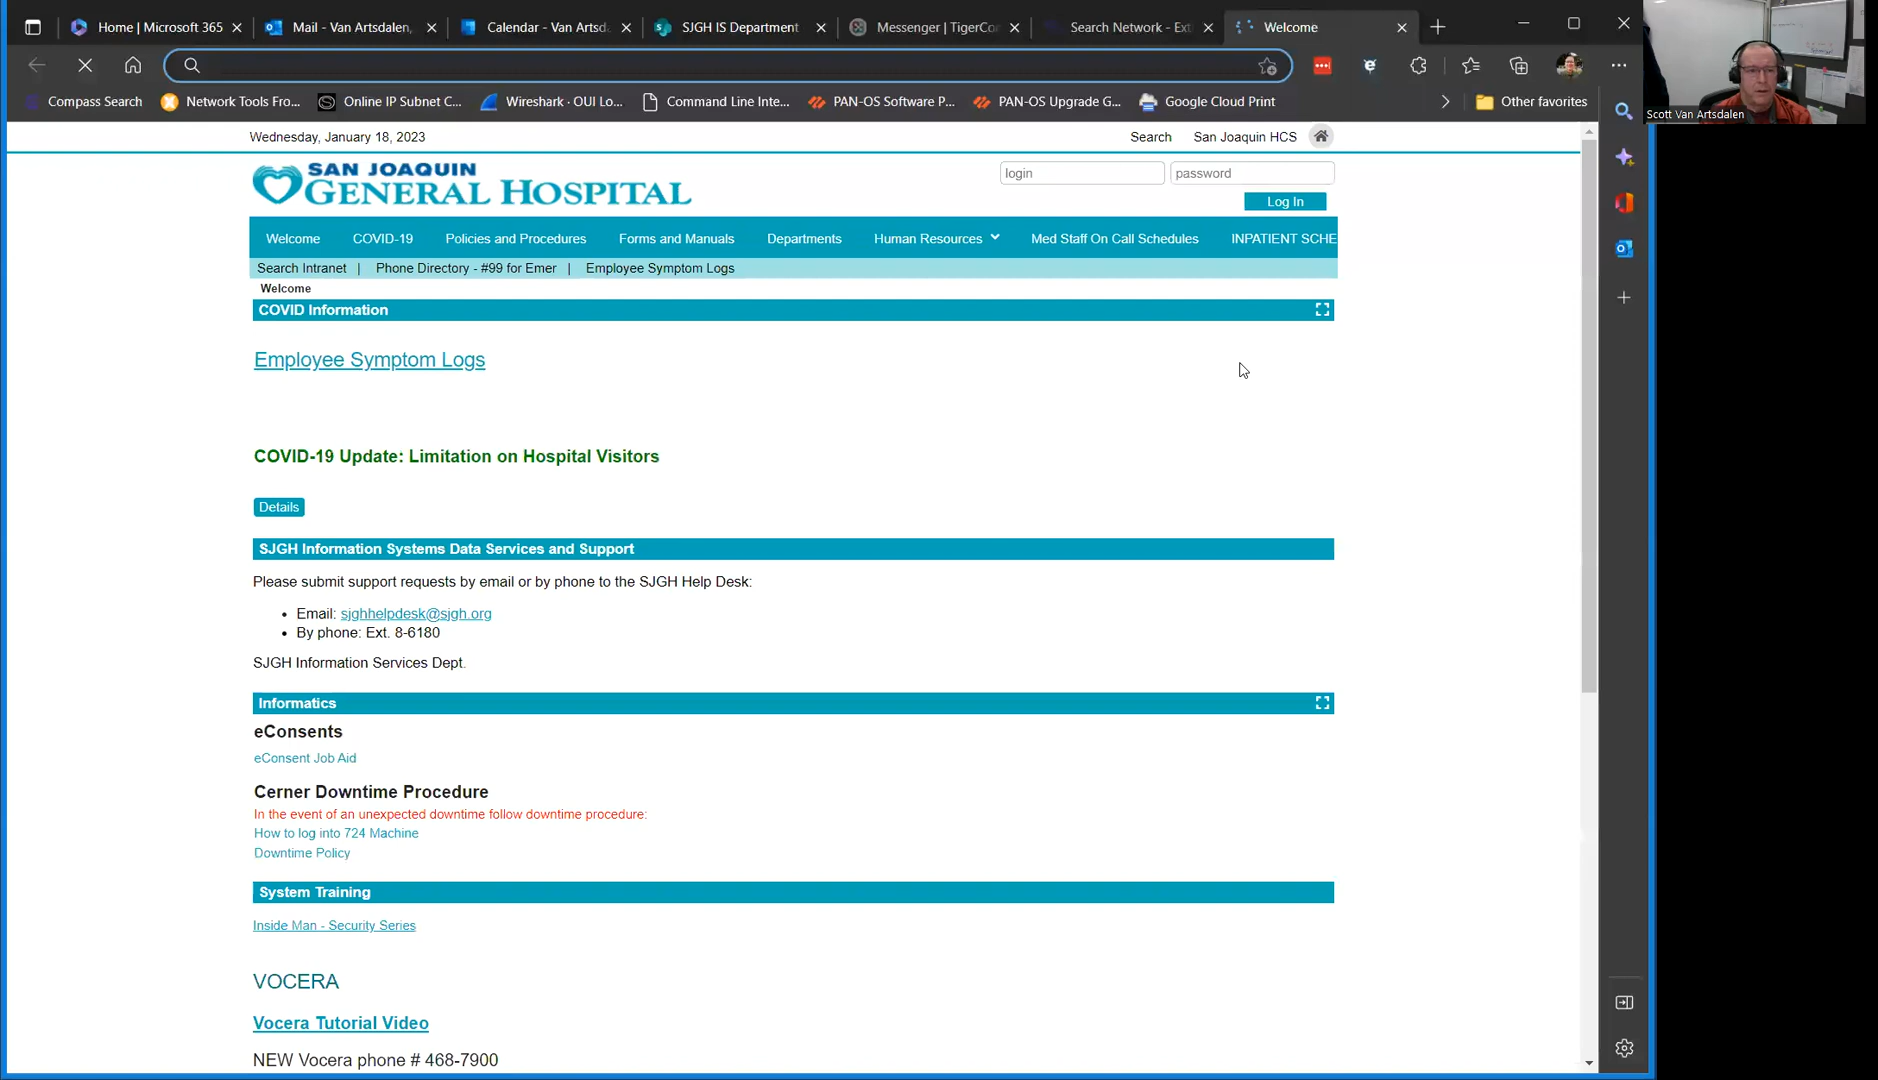 Home | Microsoft 365
Mail - Van Artsdalen,
Calendar - Van Artsd
SJGH IS Department
Messenger | TigerCor
Search Network - Ext
Welcome
Compass Search
Network Tools Fro...
Online IP Subnet C...
Wireshark · OUI Lo...
Command Line Inte...
PAN-OS Software P...
PAN-OS Upgrade G...
Google Cloud Print
Other favorites
Scott Van Artsdalen
Wednesday, January 18, 2023
Search
San Joaquin HCS
SAN JOAQUIN
GENERAL HOSPITAL
login
password
Log In
Welcome
COVID-19
Policies and Procedures
Forms and Manuals
Departments
Human Resources
Med Staff On Call Schedules
INPATIENT SCHE
Search Intranet | Phone Directory - #99 for Emer | Employee Symptom Logs
Welcome
COVID Information
Employee Symptom Logs
COVID-19 Update: Limitation on Hospital Visitors
Details
SJGH Information Systems Data Services and Support
Please submit support requests by email or by phone to the SJGH Help Desk:
• Email: sjghhelpdesk@sjgh.org
• By phone: Ext. 8-6180
SJGH Information Services Dept.
Informatics
eConsents
eConsent Job Aid
Cerner Downtime Procedure
In the event of an unexpected downtime follow downtime procedure:
How to log into 724 Machine
Downtime Policy
System Training
Inside Man - Security Series
VOCERA
Vocera Tutorial Video
NEW Vocera phone # 468-7900